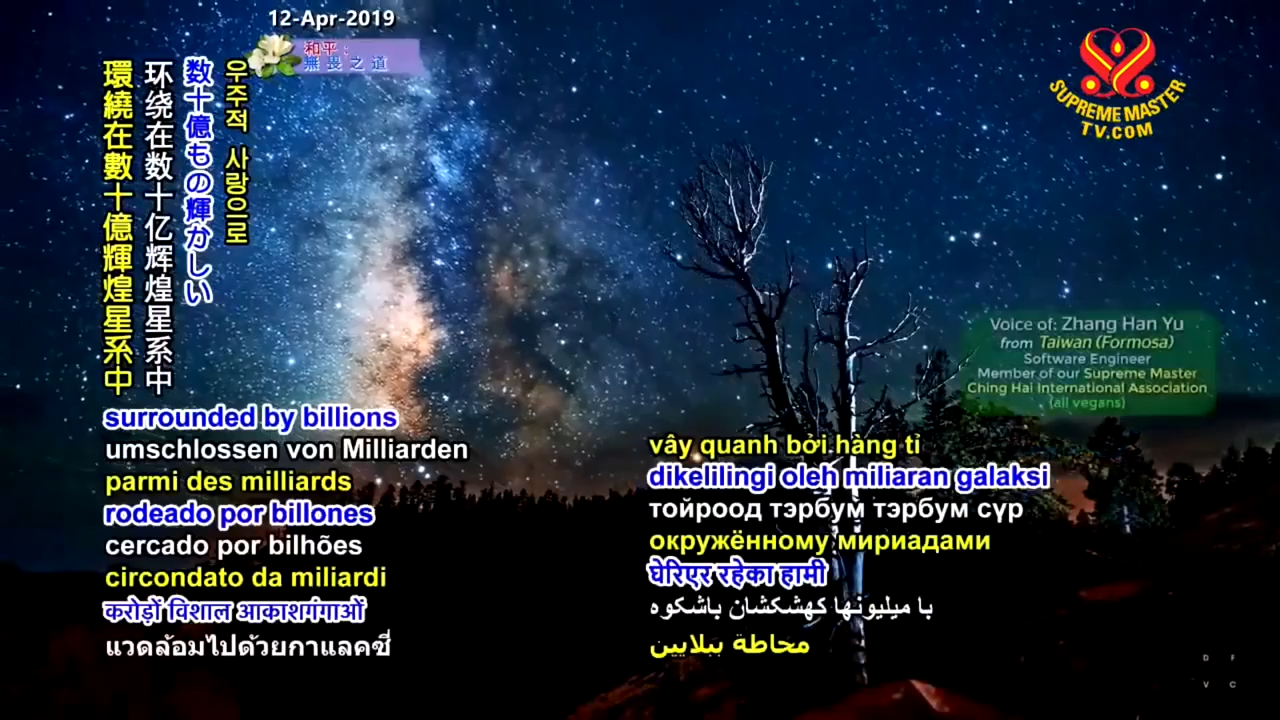 12-Apr-2019
和平:
無畏之道
우주적 사랑으로
数十億もの輝かしい
环绕在数十亿辉煌星系中
環繞在數十億輝煌星系中
SUPREME MASTER
TV.COM
Voice of: Zhang Han Yu
from Taiwan (Formosa)
Software Engineer
Member of our Supreme Master
Ching Hai International Association
(all vegans)
surrounded by billions
umschlossen von Milliarden
parmi des milliards
rodeado por billones
cercado por bilhões
circondato da miliardi
करोड़ों विशाल आकाशगंगाओं
แวดล้อมไปด้วยกาแลคซี่
vây quanh bởi hàng tỉ
dikelilingi oleh miliaran galaksi
тойроод тэрбум тэрбум сүр
окружённому мириадами
घेरिएर रहेका हामी
با میلیونها کهشکشان باشکوه
محاطة ببلايين
D F
V C